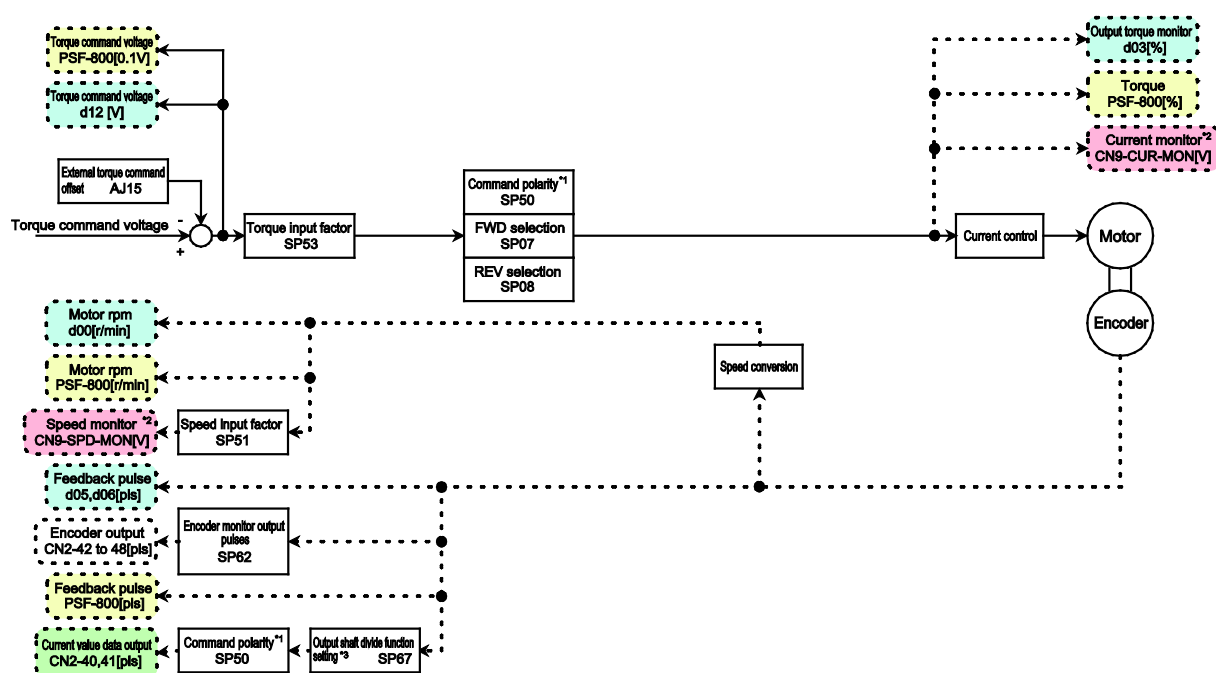 Torque command voltage
PSF-800[0.1V]
Torque command voltage
d12 [V]
External torque command
offset AJ15
Torque command voltage
-
+
Torque input factor
SP53
Command polarity*1
SP50
FWD selection
SP07
REV selection
SP08
Output torque monitor
d03[%]
Torque
PSF-800[%]
Current monitor*2
CN9-CUR-MON[V]
Current control
Motor
Encoder
Motor rpm
d00[r/min]
Motor rpm
PSF-800[r/min]
Speed monitor *2
CN9-SPD-MON[V]
Speed input factor
SP51
Speed conversion
Feedback pulse
d05,d06[pls]
Encoder output
CN2-42 to 48[pls]
Encoder monitor output
pulses
SP62
Feedback pulse
PSF-800[pls]
Current value data output
CN2-40,41[pls]
Command polarity*1
SP50
Output shaft divide function
setting *3 SP67